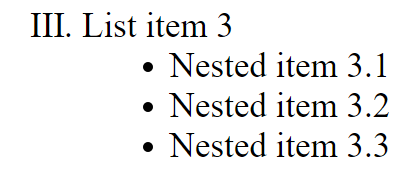 III. List item 3
• Nested item 3.1
• Nested item 3.2
• Nested item 3.3